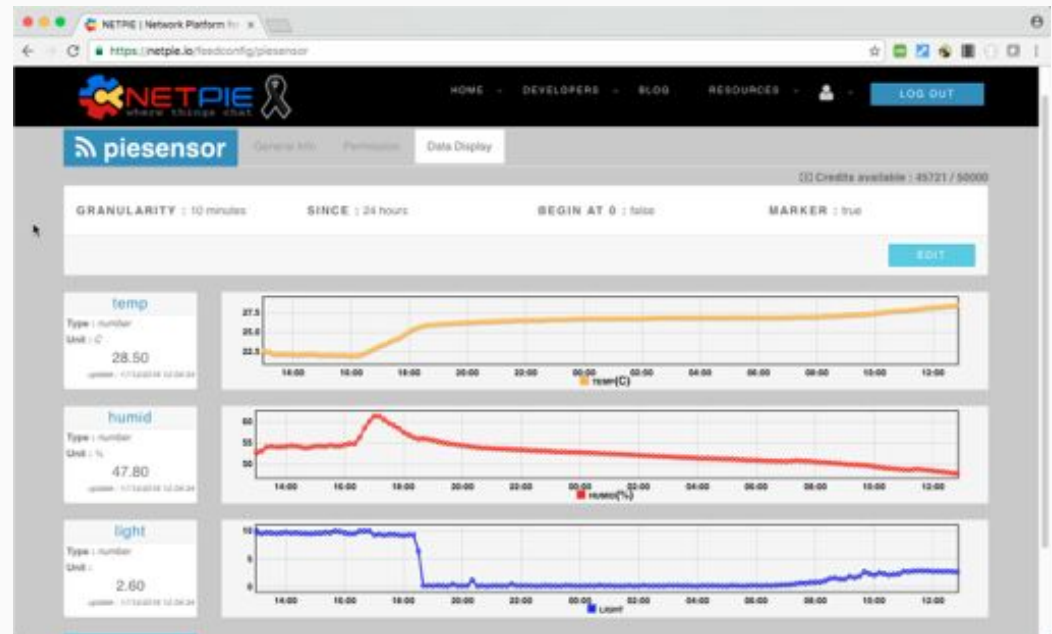 NETPIE | Network Platform for
https://netpie.io/feedconfig/piesensor
NETPIE
where things chat
HOME
DEVELOPERS
BLOG
RESOURCES
LOG OUT
piesensor
General Info
Permission
Data Display
Credits available : 45721 / 50000
GRANULARITY : 10 minutes
SINCE : 24 hours
BEGIN AT 0 : false
MARKER : true
EDIT
temp
Type : number
Unit : C
28.50
27.5
25.0
22.5
14:00 16:00 18:00 20:00 22:00 00:00 02:00 04:00 06:00 08:00 10:00 12:00
TEMP(C)
humid
Type : number
Unit : %
47.80
60
55
50
14:00 16:00 18:00 20:00 22:00 00:00 02:00 04:00 06:00 08:00 10:00 12:00
HUMID(%)
light
Type : number
Unit :
2.60
10
5
0
14:00 16:00 18:00 20:00 22:00 00:00 02:00 04:00 06:00 08:00 10:00 12:00
LIGHT